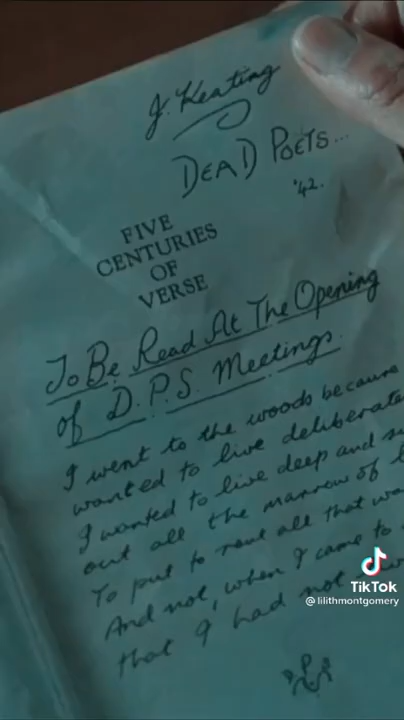 J. Keating
DEAD POETS...
'42.
FIVE
CENTURIES
OF
VERSE
To Be Read At The Opening
of D.P.S. Meetings.
I went to the woods because
wanted to live deliberate
I wanted to live deep and su
out all the marrow of l
To put to rout all that wa
And not, when I came to
that I had not
TikTok
@lilithmontgomery